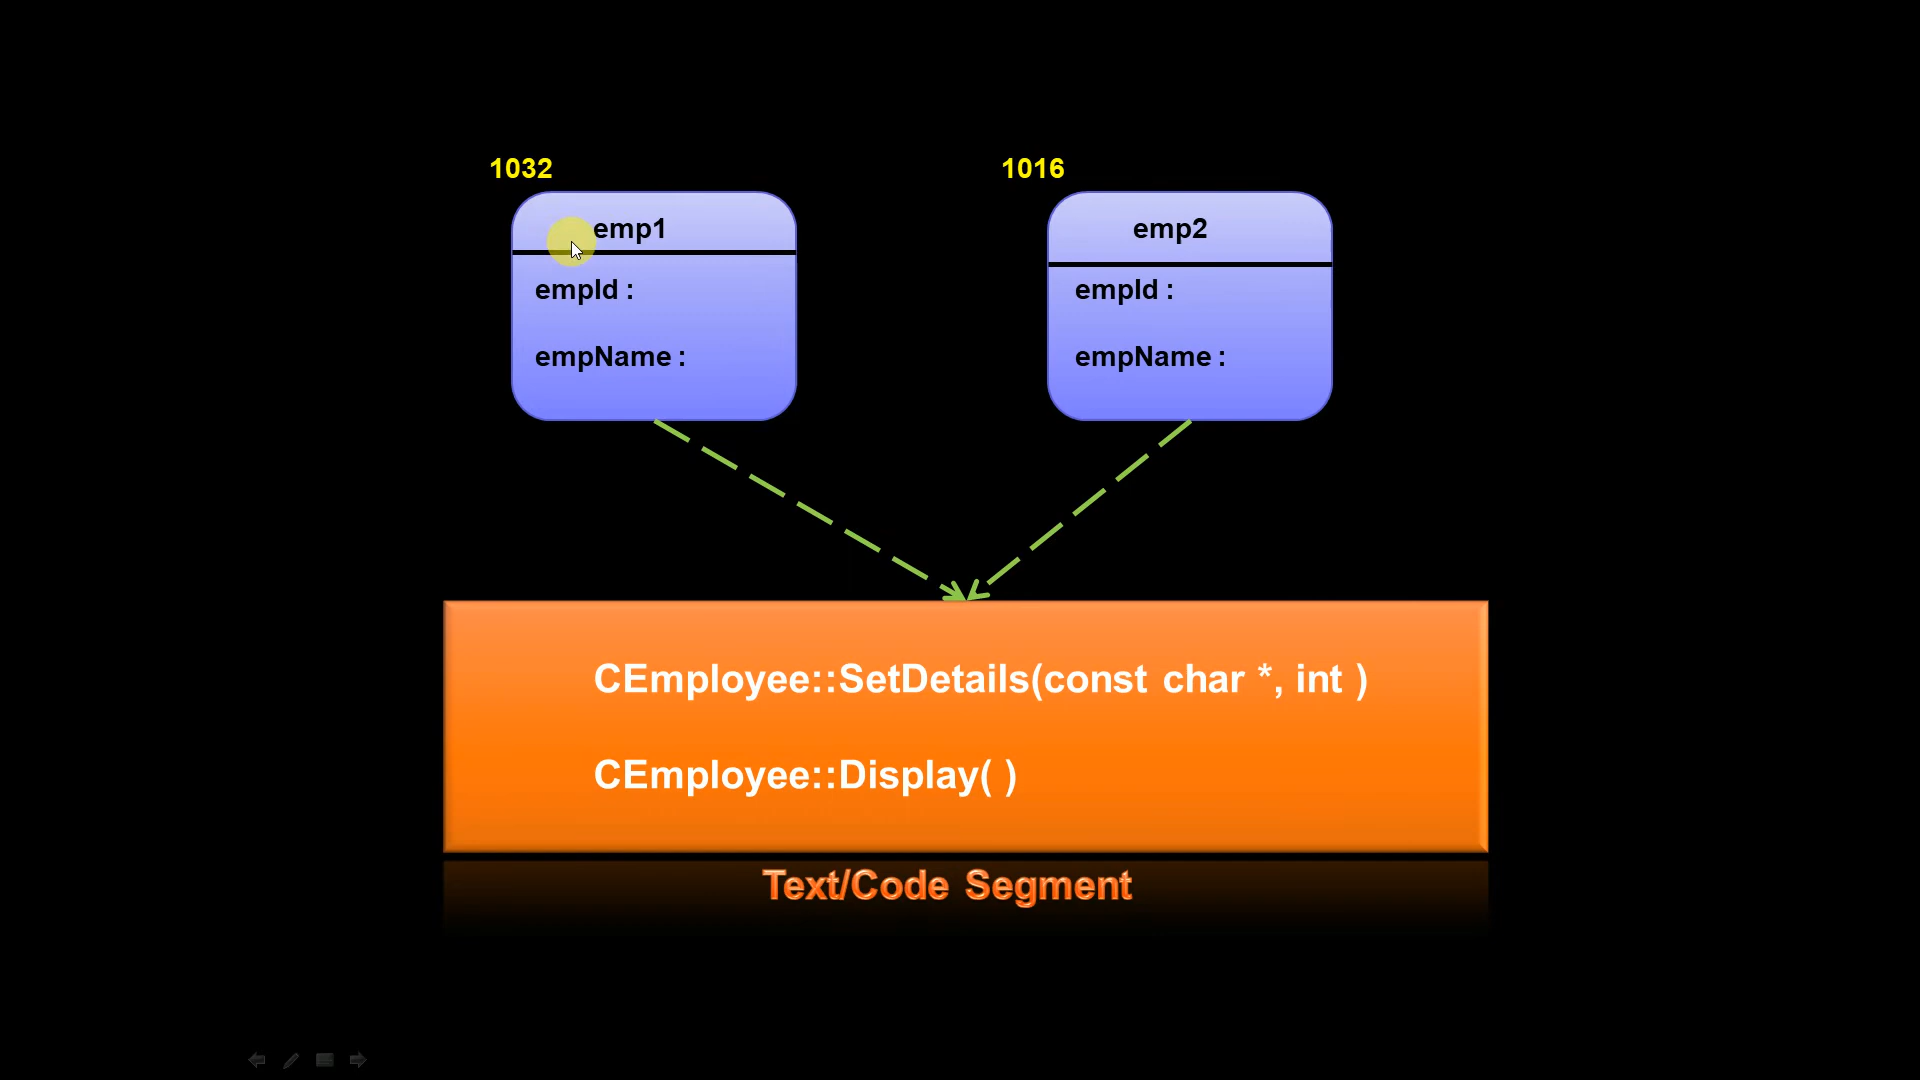 1032
1016
emp1
emp2
empId :
empId :
empName :
empName :
CEmployee::SetDetails(const char *, int )
CEmployee::Display( )
Text/Code Segment